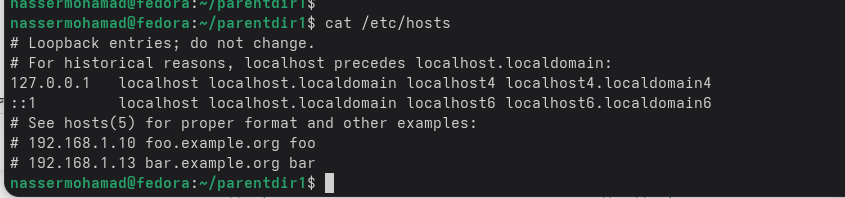 nassermohamad@fedora:~/parentdir1$
nassermohamad@fedora:~/parentdir1$ cat /etc/hosts
# Loopback entries; do not change.
# For historical reasons, localhost precedes localhost.localdomain:
127.0.0.1   localhost localhost.localdomain localhost4 localhost4.localdomain4
::1         localhost localhost.localdomain localhost6 localhost6.localdomain6
# See hosts(5) for proper format and other examples:
# 192.168.1.10 foo.example.org foo
# 192.168.1.13 bar.example.org bar
nassermohamad@fedora:~/parentdir1$